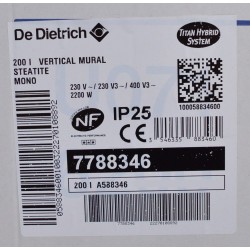 De Dietrich
TITAN HYBRID
SYSTEM
200 l VERTICAL MURAL
STEATITE
MONO
230 V~ / 230 V3~ / 400 V3~
2200 W
100058834600
NF
IP25
CE
7788346
200 l A588346